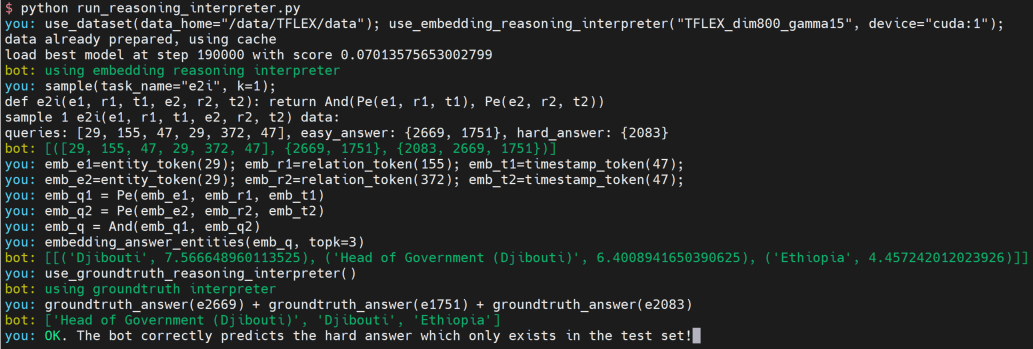 $ python run_reasoning_interpreter.py
you: use_dataset(data_home="/data/TFLEX/data"); use_embedding_reasoning_interpreter("TFLEX_dim800_gamma15", device="cuda:1");
data already prepared, using cache
load best model at step 190000 with score 0.07013575653002799
bot: using embedding reasoning interpreter
you: sample(task_name="e2i", k=1);
def e2i(e1, r1, t1, e2, r2, t2): return And(Pe(e1, r1, t1), Pe(e2, r2, t2))
sample 1 e2i(e1, r1, t1, e2, r2, t2) data:
queries: [29, 155, 47, 29, 372, 47], easy_answer: {2669, 1751}, hard_answer: {2083}
bot: [([29, 155, 47, 29, 372, 47], {2669, 1751}, {2083, 2669, 1751})]
you: emb_e1=entity_token(29); emb_r1=relation_token(155); emb_t1=timestamp_token(47);
you: emb_e2=entity_token(29); emb_r2=relation_token(372); emb_t2=timestamp_token(47);
you: emb_q1 = Pe(emb_e1, emb_r1, emb_t1)
you: emb_q2 = Pe(emb_e2, emb_r2, emb_t2)
you: emb_q = And(emb_q1, emb_q2)
you: embedding_answer_entities(emb_q, topk=3)
bot: [[('Djibouti', 7.566648960113525), ('Head of Government (Djibouti)', 6.4008941650390625), ('Ethiopia', 4.457242012023926)]]
you: use_groundtruth_reasoning_interpreter()
bot: using groundtruth interpreter
you: groundtruth_answer(e2669) + groundtruth_answer(e1751) + groundtruth_answer(e2083)
bot: ['Head of Government (Djibouti)', 'Djibouti', 'Ethiopia']
you: OK. The bot correctly predicts the hard answer which only exists in the test set!